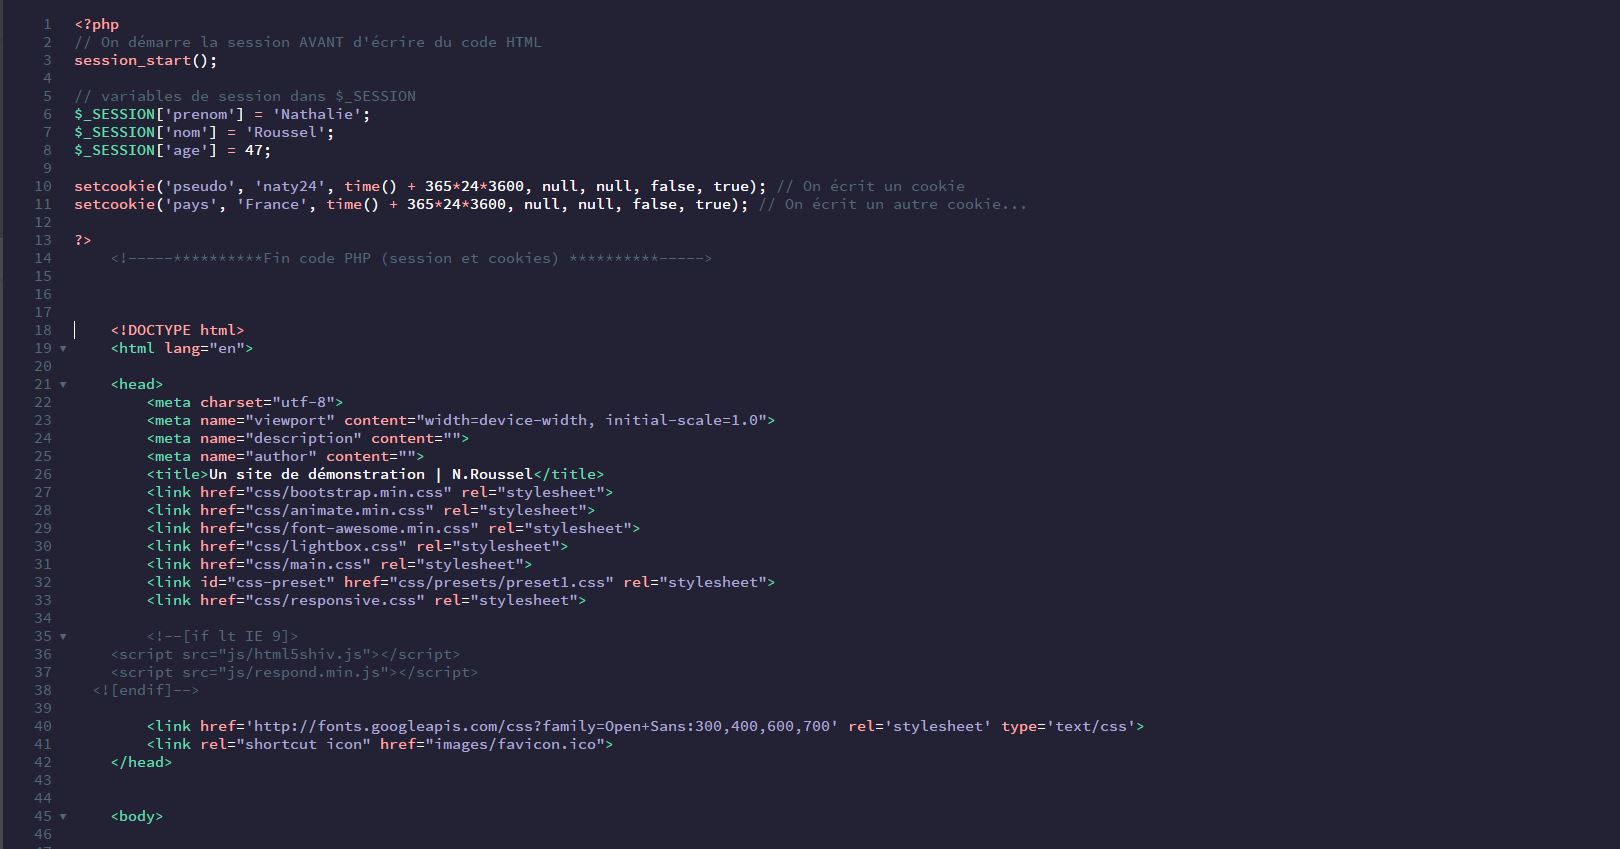 1 <?php
2 // On démarre la session AVANT d'écrire du code HTML
3 session_start();
4
5 // variables de session dans $_SESSION
6 $_SESSION['prenom'] = 'Nathalie';
7 $_SESSION['nom'] = 'Roussel';
8 $_SESSION['age'] = 47;
9
10 setcookie('pseudo', 'naty24', time() + 365*24*3600, null, null, false, true); // On écrit un cookie
11 setcookie('pays', 'France', time() + 365*24*3600, null, null, false, true); // On écrit un autre cookie...
12
13 ?>
14 <!-----**********Fin code PHP (session et cookies) **********----->
15
16
17
18 <!DOCTYPE html>
19 <html lang="en">
20
21 <head>
22 <meta charset="utf-8">
23 <meta name="viewport" content="width=device-width, initial-scale=1.0">
24 <meta name="description" content="">
25 <meta name="author" content="">
26 <title>Un site de démonstration | N.Roussel</title>
27 <link href="css/bootstrap.min.css" rel="stylesheet">
28 <link href="css/animate.min.css" rel="stylesheet">
29 <link href="css/font-awesome.min.css" rel="stylesheet">
30 <link href="css/lightbox.css" rel="stylesheet">
31 <link href="css/main.css" rel="stylesheet">
32 <link id="css-preset" href="css/presets/preset1.css" rel="stylesheet">
33 <link href="css/responsive.css" rel="stylesheet">
34
35 <!--[if lt IE 9]>
36 <script src="js/html5shiv.js"></script>
37 <script src="js/respond.min.js"></script>
38 <![endif]-->
39
40 <link href='http://fonts.googleapis.com/css?family=Open+Sans:300,400,600,700' rel='stylesheet' type='text/css'>
41 <link rel="shortcut icon" href="images/favicon.ico">
42 </head>
43
44
45 <body>
46